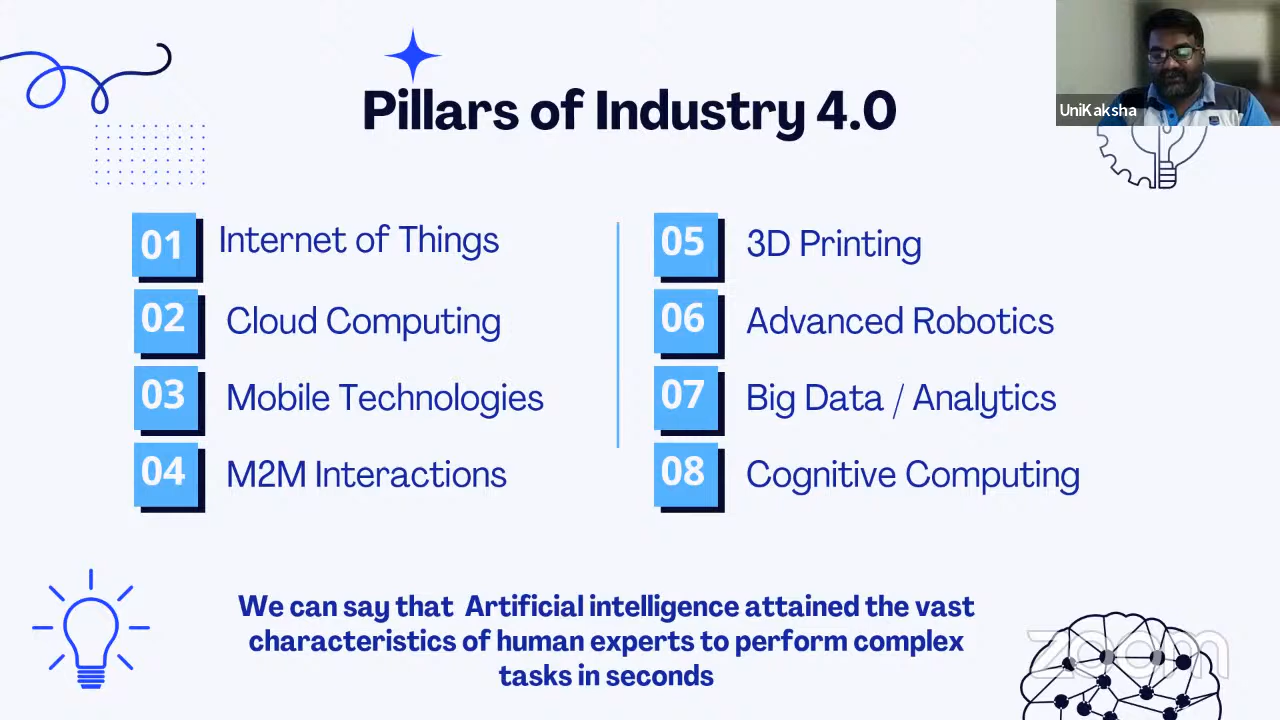 Pillars of Industry 4.0
UniKaksha
01 Internet of Things
02 Cloud Computing
03 Mobile Technologies
04 M2M Interactions
05 3D Printing
06 Advanced Robotics
07 Big Data / Analytics
08 Cognitive Computing
We can say that Artificial intelligence attained the vast
characteristics of human experts to perform complex
tasks in seconds
zoom